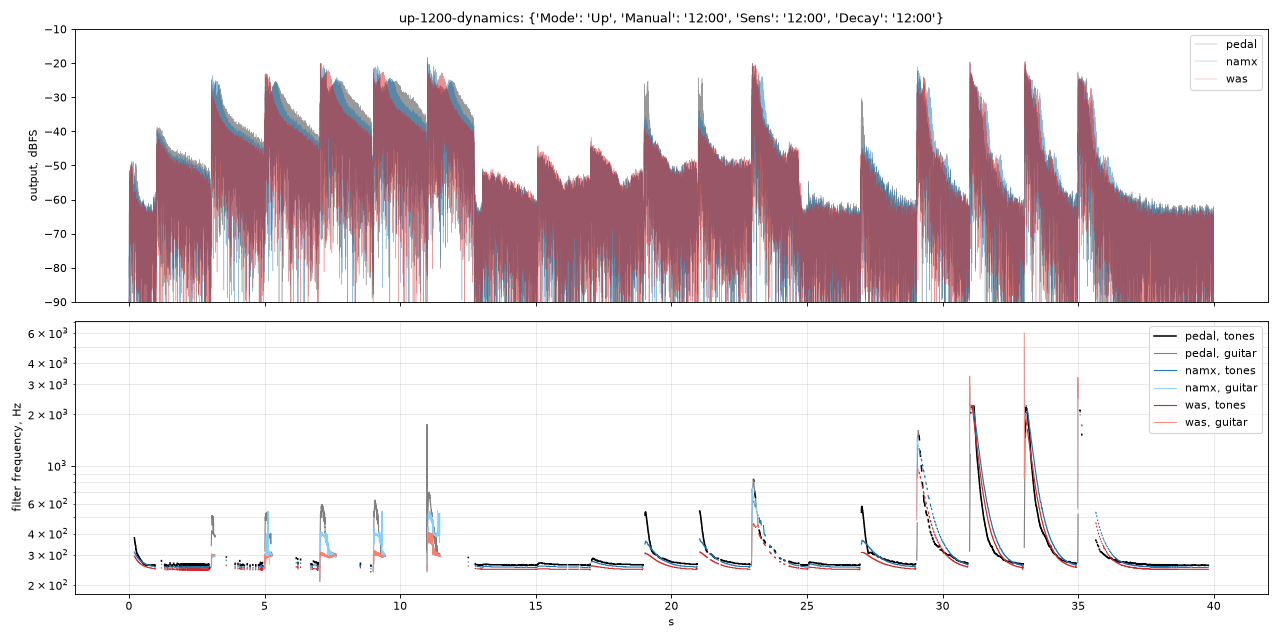 up-1200-dynamics: {'Mode': 'Up', 'Manual': '12:00', 'Sens': '12:00', 'Decay': '12:00'}
−10
−20
−30
−40
−50
−60
−70
−80
−90
output, dBFS
pedal
namx
was
6 × 10³
4 × 10³
3 × 10³
2 × 10³
10³
6 × 10²
4 × 10²
3 × 10²
2 × 10²
filter frequency, Hz
pedal, tones
pedal, guitar
namx, tones
namx, guitar
was, tones
was, guitar
0 5 10 15 20 25 30 35 40
s